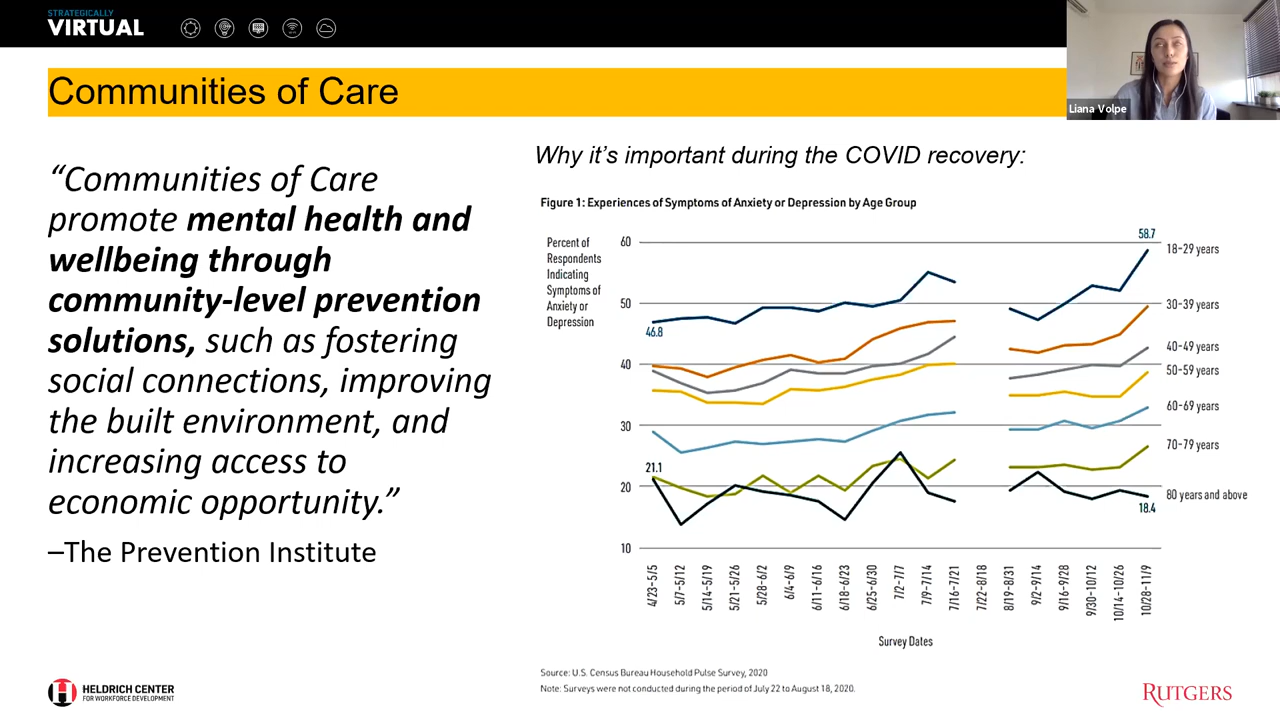 STRATEGICALLY
VIRTUAL
Liana Volpe
Communities of Care
“Communities of Care
promote mental health and
wellbeing through
community-level prevention
solutions, such as fostering
social connections, improving
the built environment, and
increasing access to
economic opportunity.”
–The Prevention Institute
Why it’s important during the COVID recovery:
Figure 1: Experiences of Symptoms of Anxiety or Depression by Age Group
Percent of
Respondents
Indicating
Symptoms of
Anxiety or
Depression
60
50
40
30
20
10
46.8
21.1
58.7
18.4
18–29 years
30–39 years
40–49 years
50–59 years
60–69 years
70–79 years
80 years and above
4/23–5/5
5/7–5/12
5/14–5/19
5/21–5/26
5/28–6/2
6/4–6/9
6/11–6/16
6/18–6/23
6/25–6/30
7/2–7/7
7/9–7/14
7/16–7/21
7/22–8/18
8/19–8/31
9/2–9/14
9/16–9/28
9/30–10/12
10/14–10/26
10/28–11/9
Survey Dates
Source: U.S. Census Bureau Household Pulse Survey, 2020
Note: Surveys were not conducted during the period of July 22 to August 18, 2020.
HELDRICH CENTER
FOR WORKFORCE DEVELOPMENT
RUTGERS